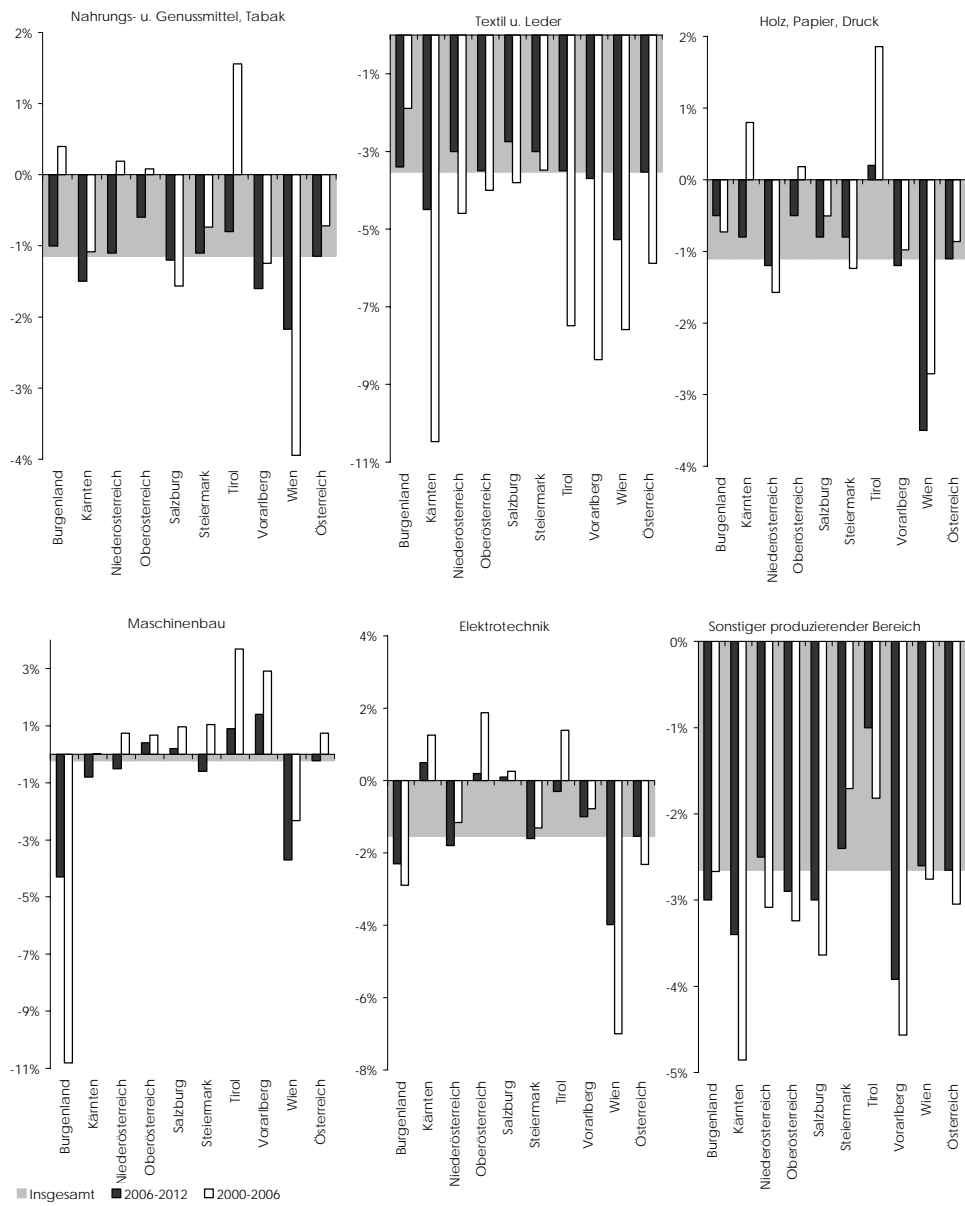 Nahrungs- u. Genussmittel, Tabak
2%
1%
0%
-1%
-2%
-3%
-4%
Burgenland
Kärnten
Niederösterreich
Oberösterreich
Salzburg
Steiermark
Tirol
Vorarlberg
Wien
Österreich
Textil u. Leder
-1%
-3%
-5%
-7%
-9%
-11%
Burgenland
Kärnten
Niederösterreich
Oberösterreich
Salzburg
Steiermark
Tirol
Vorarlberg
Wien
Österreich
Holz, Papier, Druck
2%
1%
0%
-1%
-2%
-3%
-4%
Burgenland
Kärnten
Niederösterreich
Oberösterreich
Salzburg
Steiermark
Tirol
Vorarlberg
Wien
Österreich
Maschinenbau
3%
1%
-1%
-3%
-5%
-7%
-9%
-11%
Burgenland
Kärnten
Niederösterreich
Oberösterreich
Salzburg
Steiermark
Tirol
Vorarlberg
Wien
Österreich
Elektrotechnik
4%
2%
0%
-2%
-4%
-6%
-8%
Burgenland
Kärnten
Niederösterreich
Oberösterreich
Salzburg
Steiermark
Tirol
Vorarlberg
Wien
Österreich
Sonstiger produzierender Bereich
0%
-1%
-2%
-3%
-4%
-5%
Burgenland
Kärnten
Niederösterreich
Oberösterreich
Salzburg
Steiermark
Tirol
Vorarlberg
Wien
Österreich
Insgesamt 2006-2012 2000-2006